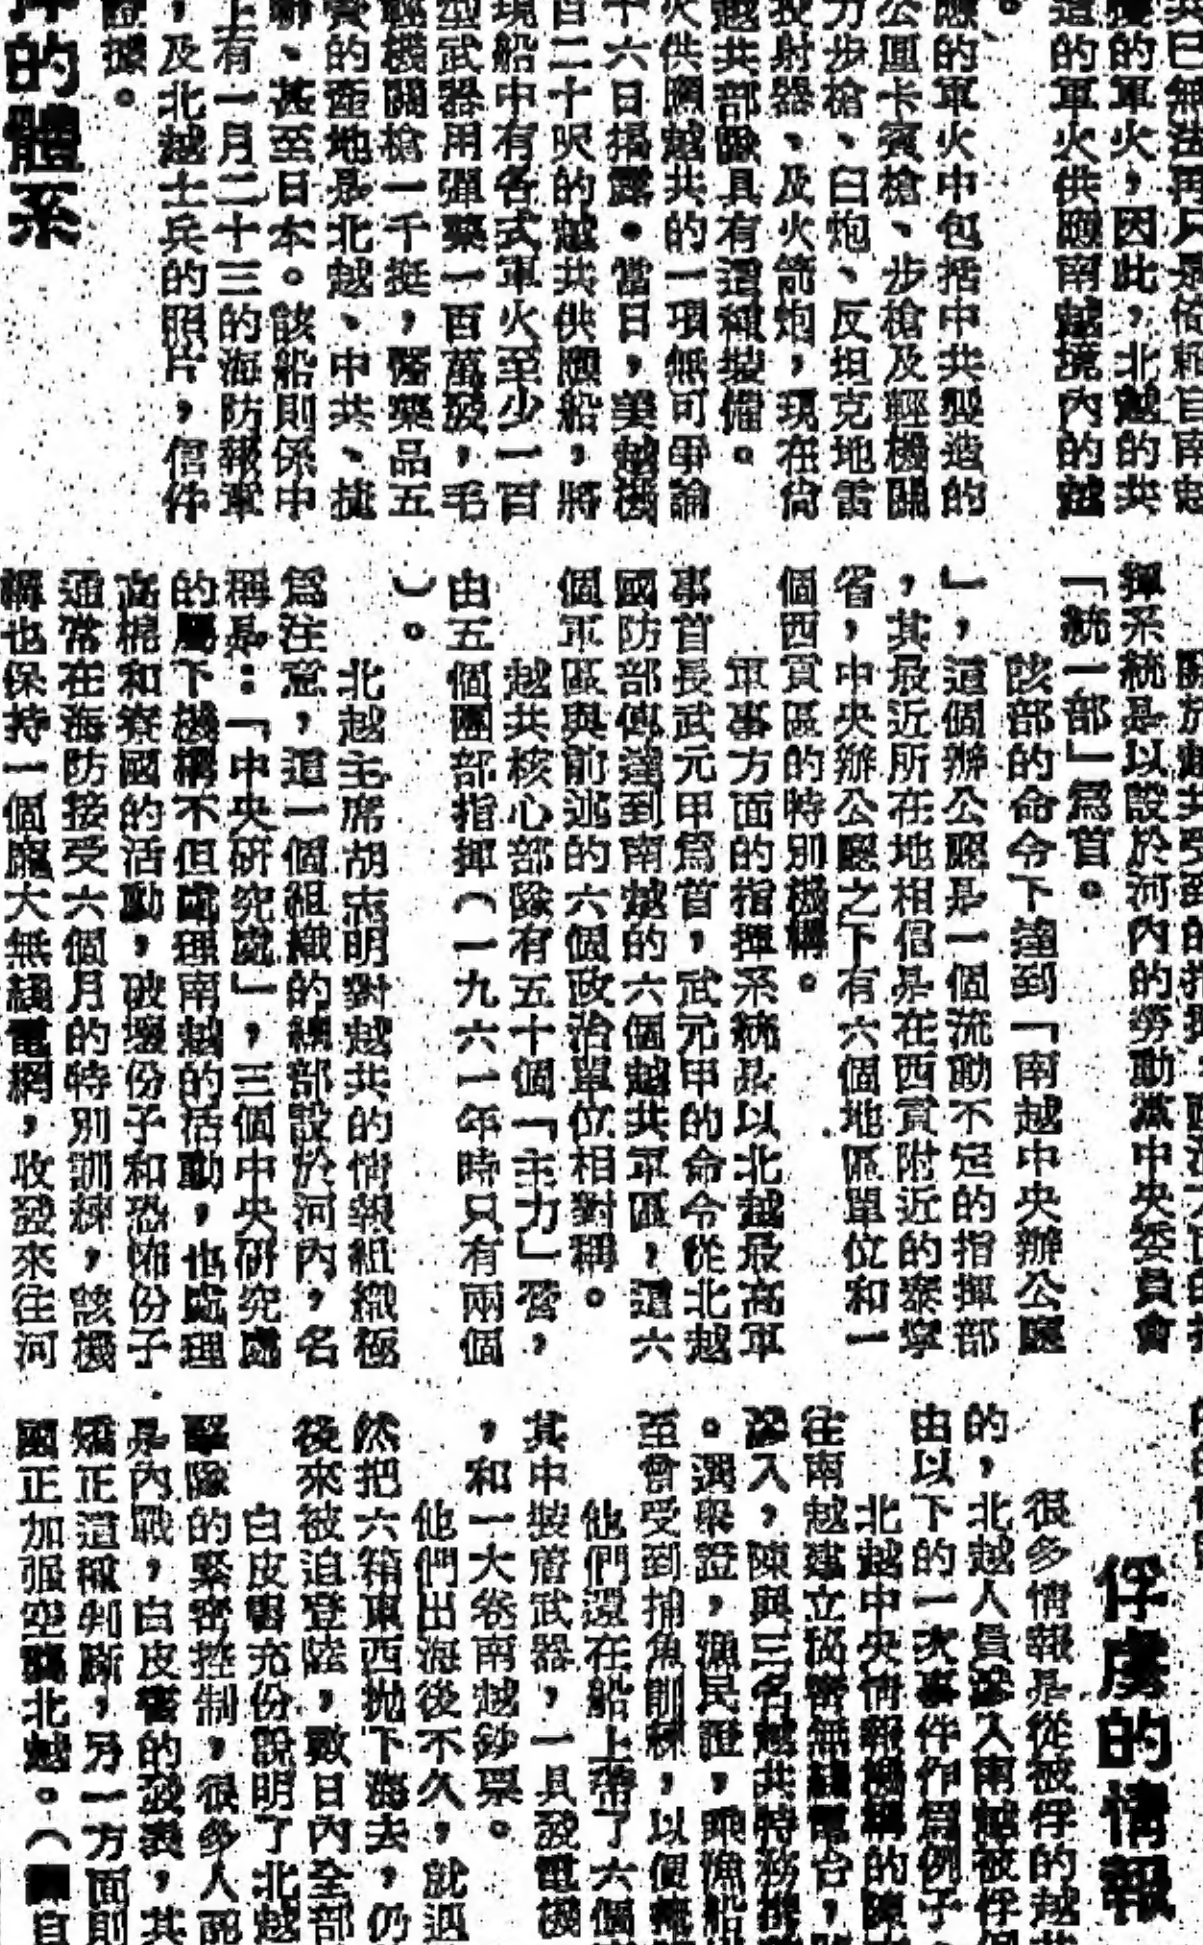 共已無法再只是倚賴自南越
的軍火，因此，北越的共
這的軍火供應南越境內的越
。
應的軍火中包括中共製造的
公厘卡賓槍、步槍及輕機關
力步槍、臼炮、反坦克地雷
投射器、及火箭炮，現在尚
越共部隊具有這種裝備。
火供應越共的一項無可爭論
十六日揭露．當日，美越機
百二十呎的越共供應船，將
現船中有各式軍火至少一百
型武器用彈藥一百萬發，毛
輕機關槍一千挺，醫藥品五
的產地是北越、中共、捷
、甚至日本。該船則係中
上有一月二十三的海防報章
，及北越士兵的照片，信件
證據。
的體系
揮系統是以設於河內的勞動黨中央委員會
「統一部」爲首。
該部的命令下達到「南越中央辦公廳
」，這個辦公廳是一個流動不定的指揮部
，其最近所在地相信是在西貢附近的泰寧
省，中央辦公廳之下有六個地區單位和一
個西貢區的特別機構。
軍事方面的指揮系統是以北越最高軍
事首長武元甲爲首，武元甲的命令從北越
國防部傳達到南越的六個越共軍區，這六
個軍區與前述的六個政治單位相對稱。
越共核心部隊有五十個「主力」營，
由五個團部指揮（一九六一年時只有兩個
）。
北越主席胡志明對越共的情報組織極
爲注意，這一個組織的總部設於河內，名
稱是：「中央研究處」，三個中央研究處
的屬下機構不但處理南越的活動，也處理
高棉和寮國的活動，破壞份子和恐怖份子
通常在海防接受六個月的特別訓練，該機
構也保持一個龐大無綫電網，收發來往河
俘虜的情報
很多情報是從被俘的越共
的，北越人員滲入南越被俘個
由以下的一次事件作爲例子。
北越中央情報機構的陳
往南越建立秘密無綫電台，
滲入，陳與三名越共特務攜
。選舉證，漁民證，乘漁船
至曾受到捕魚訓練，以便
他們還在船上帶了六個
其中裝着武器，一具發電機
，和一大卷南越鈔票。
他們出海後不久，就遇
然把六箱東西拋下海去，仍
後來被迫登陸，數日內全部
白皮書充份說明了北越
擊隊的緊密控制，很多人認
是內戰，白皮書的發表，其
矯正這種判斷，另一方面則
國正加强空襲北越。（自